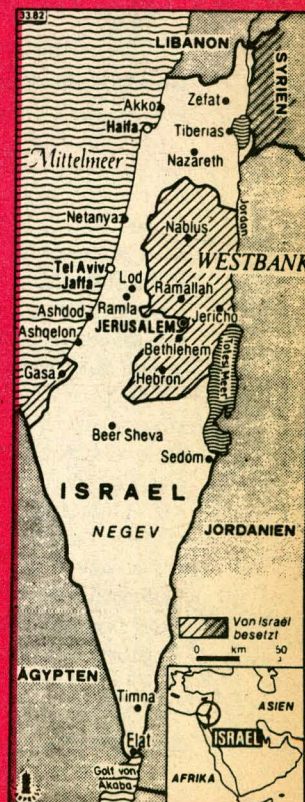 33.82
LIBANON
SYRIEN
Akko
Zefat
Haifa
Tiberias
Mittelmeer
Nazareth
Jordan
Netanya
Nablus
WESTBANK
Tel Aviv
Jaffa
Lod
Ramallah
Ramla
Jericho
Ashdod
JERUSALEM
Ashqelon
Bethlehem
Gasa
Hebron
Totes Meer
Beer Sheva
Sedom
ISRAEL
NEGEV
JORDANIEN
Von Israel
besetzt
0 km 50
ÄGYPTEN
Timna
Elat
Golf von
Akaba
ASIEN
ISRAEL
AFRIKA